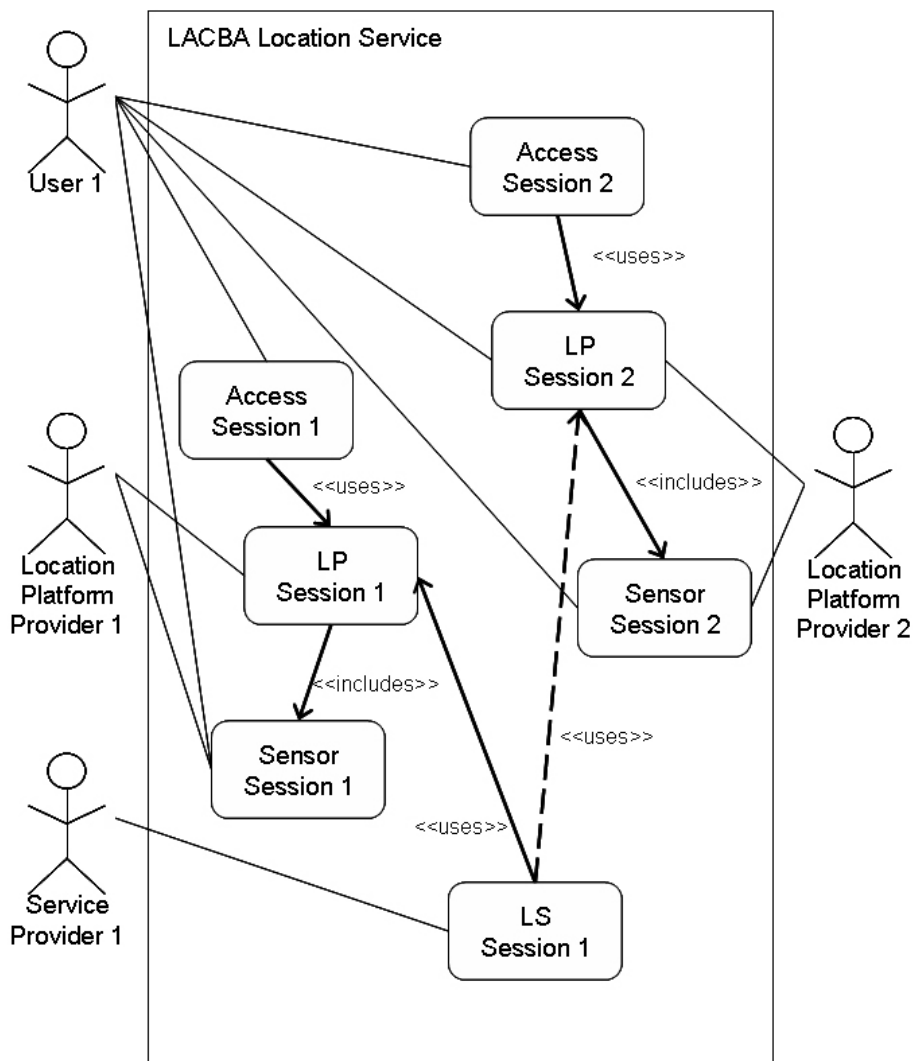 LACBA Location Service
User 1
Access
Session 2
<<uses>>
LP
Session 2
Access
Session 1
<<uses>>
<<includes>>
Location
Platform
Provider 1
LP
Session 1
Sensor
Session 2
Location
Platform
Provider 2
<<includes>>
Sensor
Session 1
<<uses>>
<<uses>>
Service
Provider 1
LS
Session 1